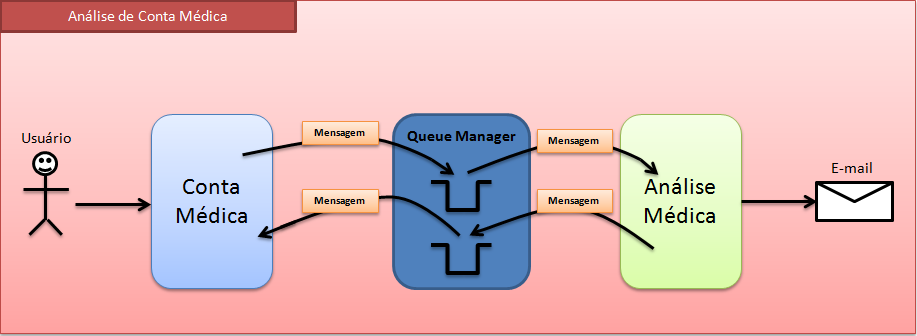 Análise de Conta Médica
Usuário
Conta
Médica
Mensagem
Mensagem
Queue Manager
Mensagem
Mensagem
Análise
Médica
E-mail